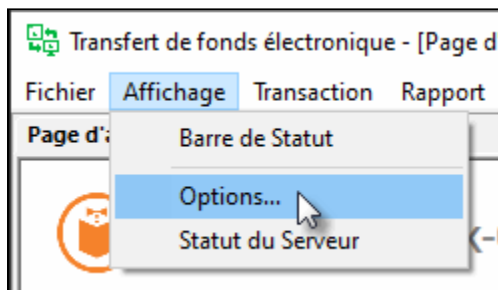 Transfert de fonds électronique - [Page d
Fichier Affichage Transaction Rapport
Page d'a
Barre de Statut
Options...
Statut du Serveur